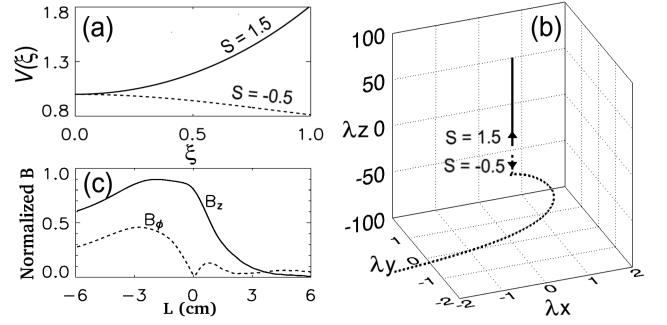 (a)
V(ξ)
1.8
1.3
0.8
S = 1.5
S = -0.5
0.0
0.5
1.0
ξ
(b)
λz
100
50
0
-50
-100
S = 1.5
S = -0.5
λy
1
0
-1
-2
λx
-2
-1
0
1
2
(c)
Normalized B
1.0
0.5
0.0
Bz
Bϕ
-6
-3
0
3
6
L (cm)